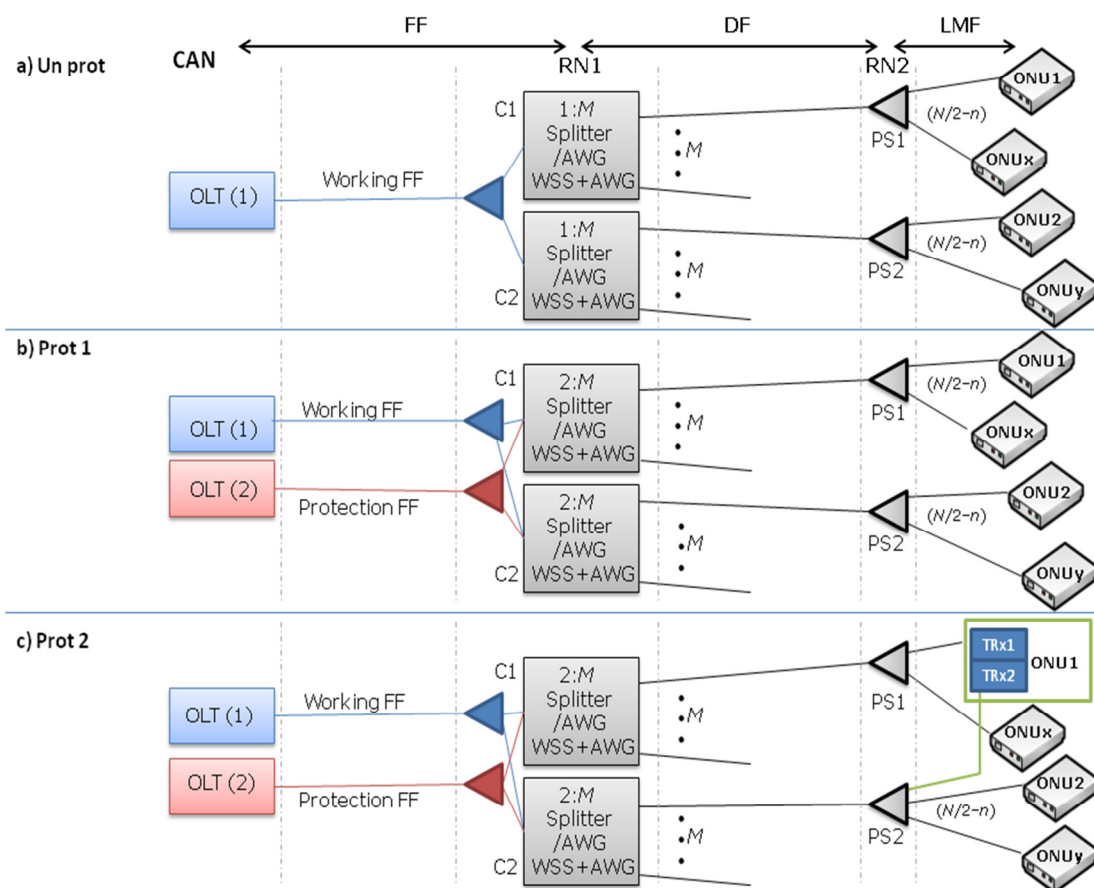 FF DF LMF
a) Un prot CAN RN1 RN2
C1
1:M
Splitter
/AWG
WSS+AWG
M
PS1
(N/2-n)
ONU1
ONUx
OLT (1)
Working FF
1:M
Splitter
/AWG
WSS+AWG
C2
M
PS2
(N/2-n)
ONU2
ONUy
b) Prot 1
C1
2:M
Splitter
/AWG
WSS+AWG
M
PS1
(N/2-n)
ONU1
ONUx
OLT (1)
Working FF
OLT (2)
Protection FF
2:M
Splitter
/AWG
WSS+AWG
C2
M
PS2
(N/2-n)
ONU2
ONUy
c) Prot 2
C1
2:M
Splitter
/AWG
WSS+AWG
M
PS1
TRx1
TRx2
ONU1
ONUx
OLT (1)
Working FF
OLT (2)
Protection FF
2:M
Splitter
/AWG
WSS+AWG
C2
M
PS2
(N/2-n)
ONU2
ONUy